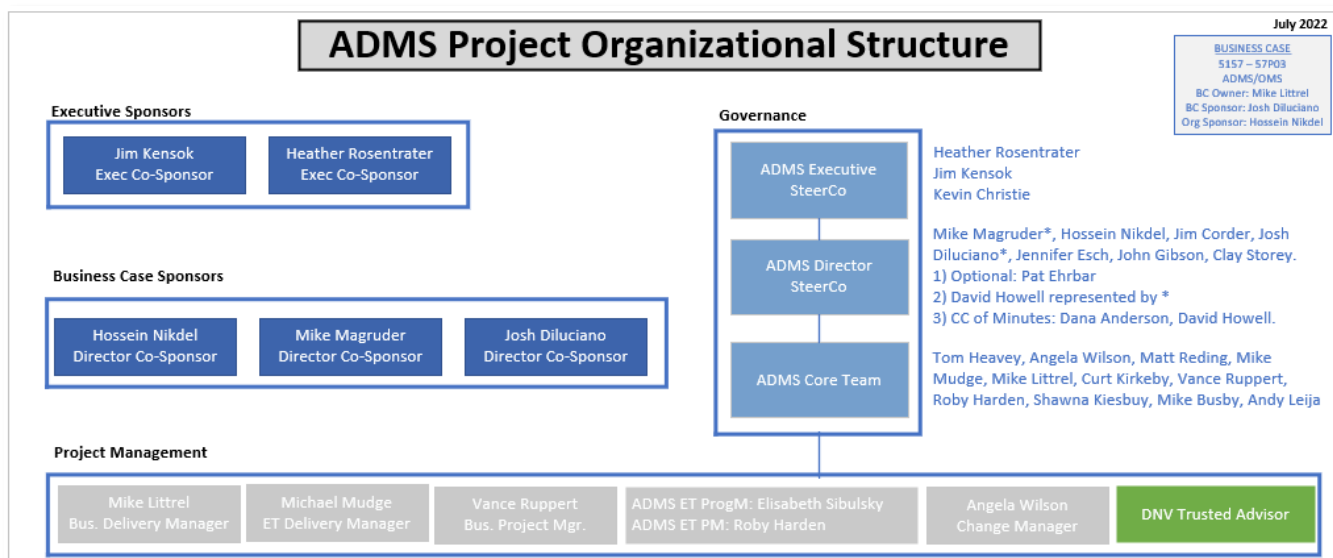 July 2022
ADMS Project Organizational Structure
BUSINESS CASE
5157 – 57P03
ADMS/OMS
BC Owner: Mike Littrel
BC Sponsor: Josh Diluciano
Org Sponsor: Hossein Nikdel
Executive Sponsors
Jim Kensok
Exec Co-Sponsor
Heather Rosentrater
Exec Co-Sponsor
Governance
ADMS Executive
SteerCo
Heather Rosentrater
Jim Kensok
Kevin Christie
ADMS Director
SteerCo
Mike Magruder*, Hossein Nikdel, Jim Corder, Josh
Diluciano*, Jennifer Esch, John Gibson, Clay Storey.
1) Optional: Pat Ehrbar
2) David Howell represented by *
3) CC of Minutes: Dana Anderson, David Howell.
ADMS Core Team
Tom Heavey, Angela Wilson, Matt Reding, Mike
Mudge, Mike Littrel, Curt Kirkeby, Vance Ruppert,
Roby Harden, Shawna Kiesbuy, Mike Busby, Andy Leija
Business Case Sponsors
Hossein Nikdel
Director Co-Sponsor
Mike Magruder
Director Co-Sponsor
Josh Diluciano
Director Co-Sponsor
Project Management
Mike Littrel
Bus. Delivery Manager
Michael Mudge
ET Delivery Manager
Vance Ruppert
Bus. Project Mgr.
ADMS ET ProgM: Elisabeth Sibulsky
ADMS ET PM: Roby Harden
Angela Wilson
Change Manager
DNV Trusted Advisor